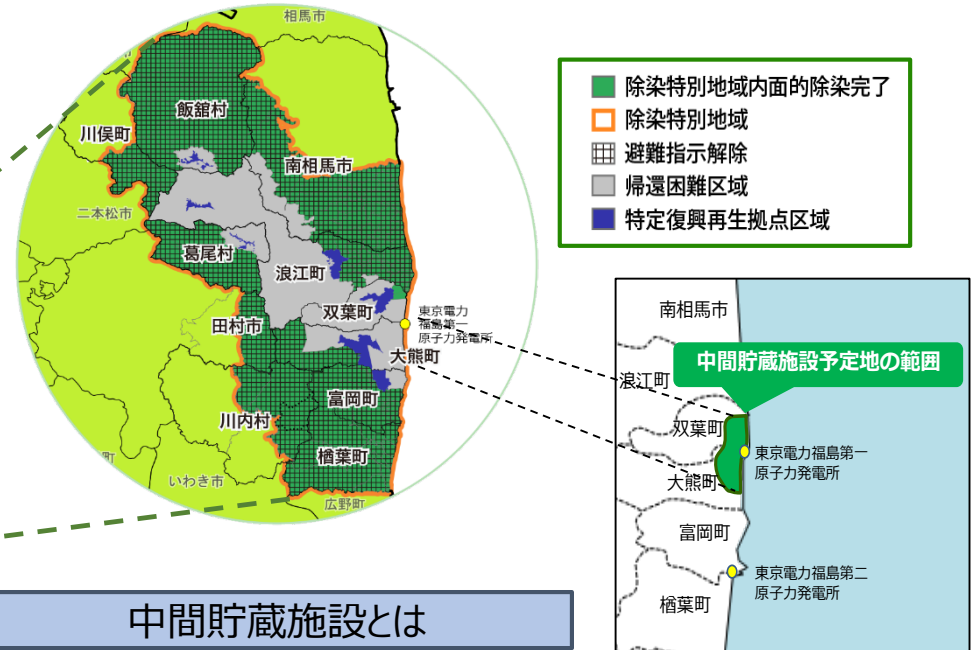 相馬市
飯舘村
川俣町
南相馬市
二本松市
葛尾村
浪江町
双葉町
東京電力
福島第一
原子力発電所
田村市
大熊町
富岡町
川内村
楢葉町
町
いわき市
広野町
除染特別地域内面的除染完了
除染特別地域
避難指示解除
帰還困難区域
特定復興再生拠点区域
南相馬市
中間貯蔵施設予定地の範囲
浪江町
双葉町
東京電力福島第一
原子力発電所
大熊町
富岡町
東京電力福島第二
原子力発電所
楢葉町
中間貯蔵施設とは